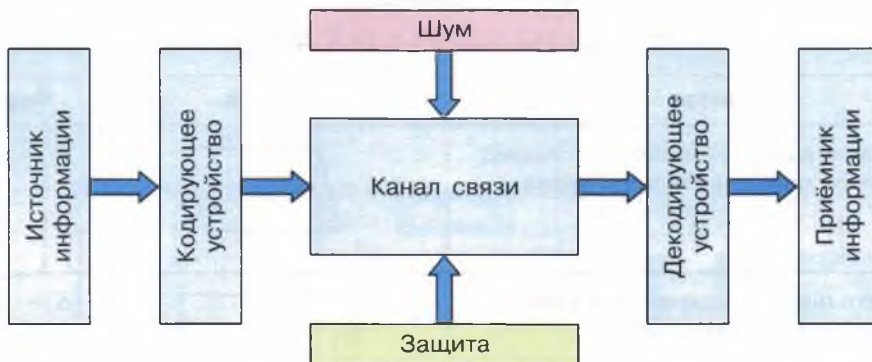 Шум
Источник
информации
Кодирующее
устройство
Канал связи
Декодирующее
устройство
Приёмник
информации
Защита